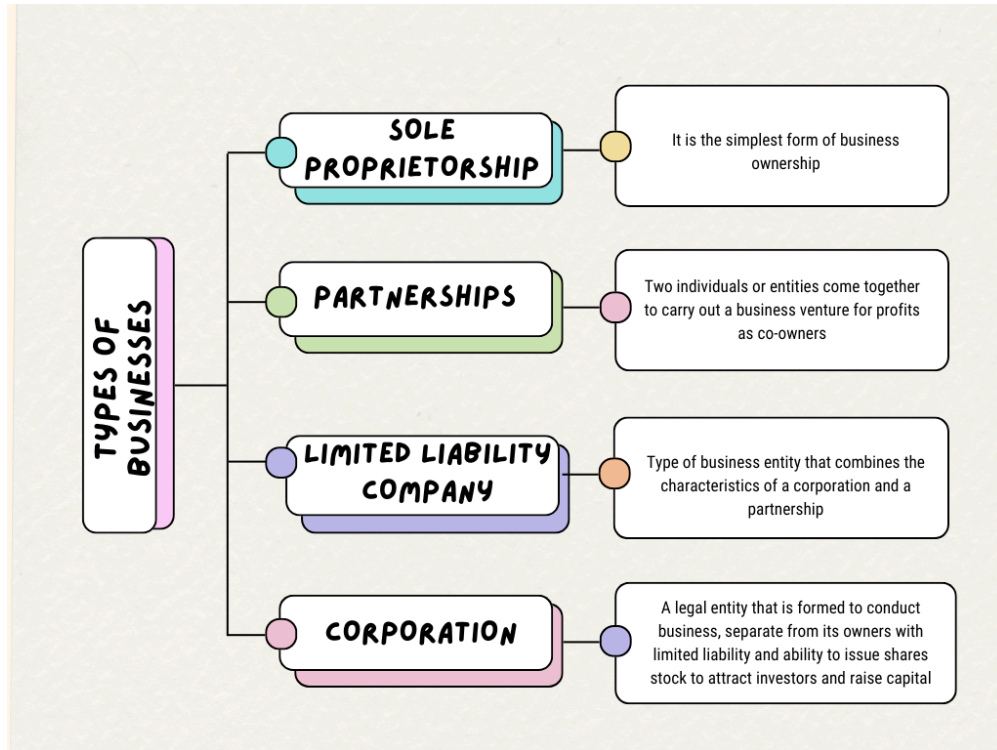 TYPES OF
BUSINESSES
SOLE
PROPRIETORSHIP
It is the simplest form of business
ownership
PARTNERSHIPS
Two individuals or entities come together
to carry out a business venture for profits
as co-owners
LIMITED LIABILITY
COMPANY
Type of business entity that combines the
characteristics of a corporation and a
partnership
CORPORATION
A legal entity that is formed to conduct
business, separate from its owners with
limited liability and ability to issue shares
stock to attract investors and raise capital